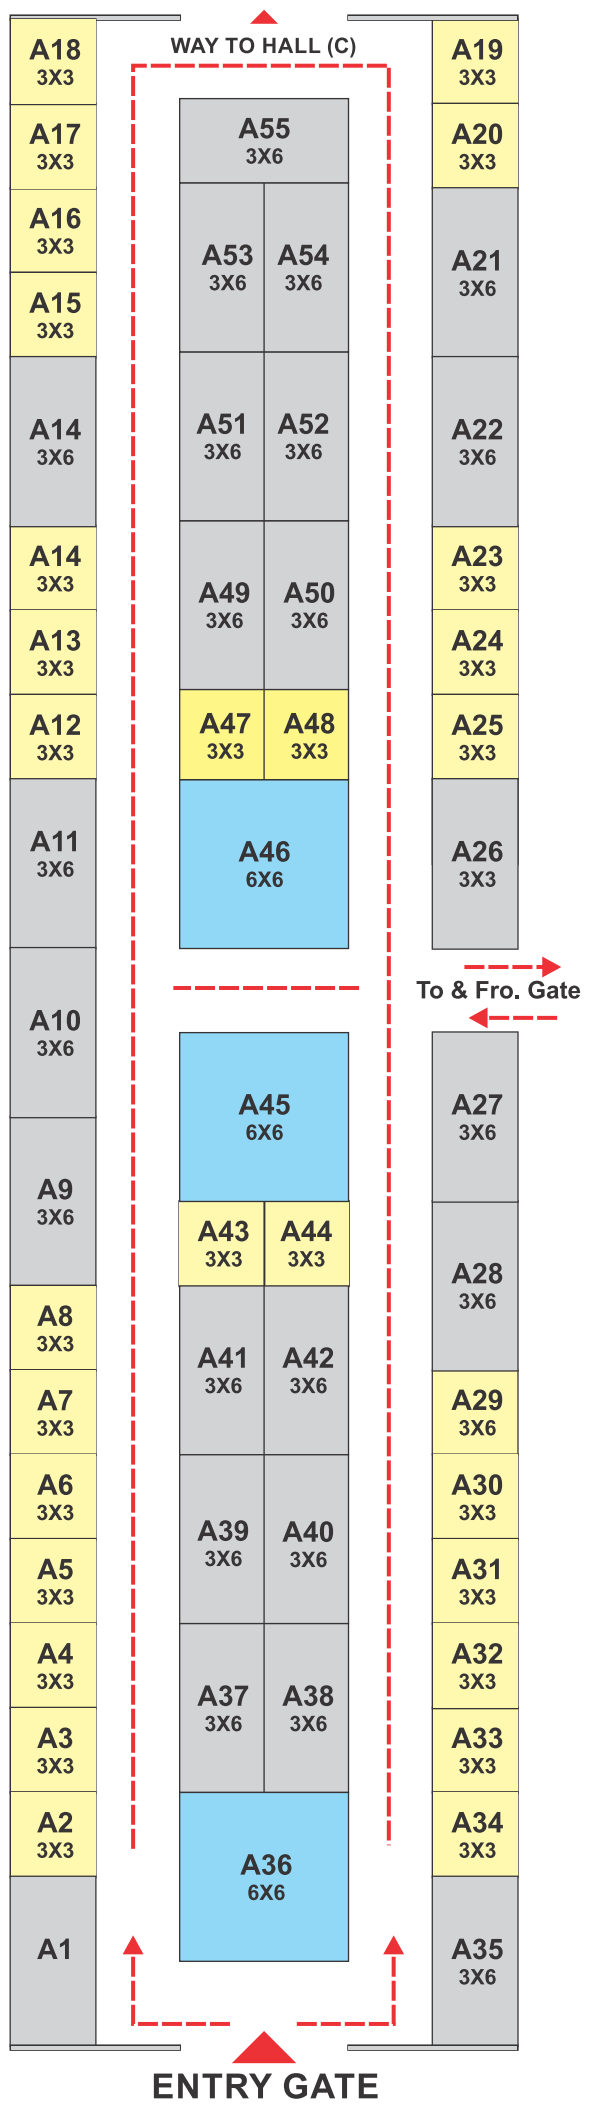 WAY TO HALL (C)
A18
3X3
A17
3X3
A16
3X3
A15
3X3
A14
3X6
A14
3X3
A13
3X3
A12
3X3
A11
3X6
A10
3X6
A9
3X6
A8
3X3
A7
3X3
A6
3X3
A5
3X3
A4
3X3
A3
3X3
A2
3X3
A1
A55
3X6
A53 A54
3X6 3X6
A51 A52
3X6 3X6
A49 A50
3X6 3X6
A47 A48
3X3 3X3
A46
6X6
A45
6X6
A43 A44
3X3 3X3
A41 A42
3X6 3X6
A39 A40
3X6 3X6
A37 A38
3X6 3X6
A36
6X6
A19
3X3
A20
3X3
A21
3X6
A22
3X6
A23
3X3
A24
3X3
A25
3X3
A26
3X3
To & Fro. Gate
A27
3X6
A28
3X6
A29
3X6
A30
3X3
A31
3X3
A32
3X3
A33
3X3
A34
3X3
A35
3X6
ENTRY GATE